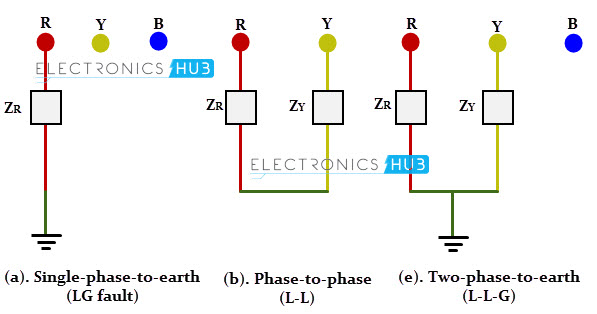 R Y B R Y R Y B
ELECTRONICS HUB
ZR ZR ZY ZR ZY
ELECTRONICS HUB
(a). Single-phase-to-earth
(LG fault)
(b). Phase-to-phase
(L-L)
(e). Two-phase-to-earth
(L-L-G)